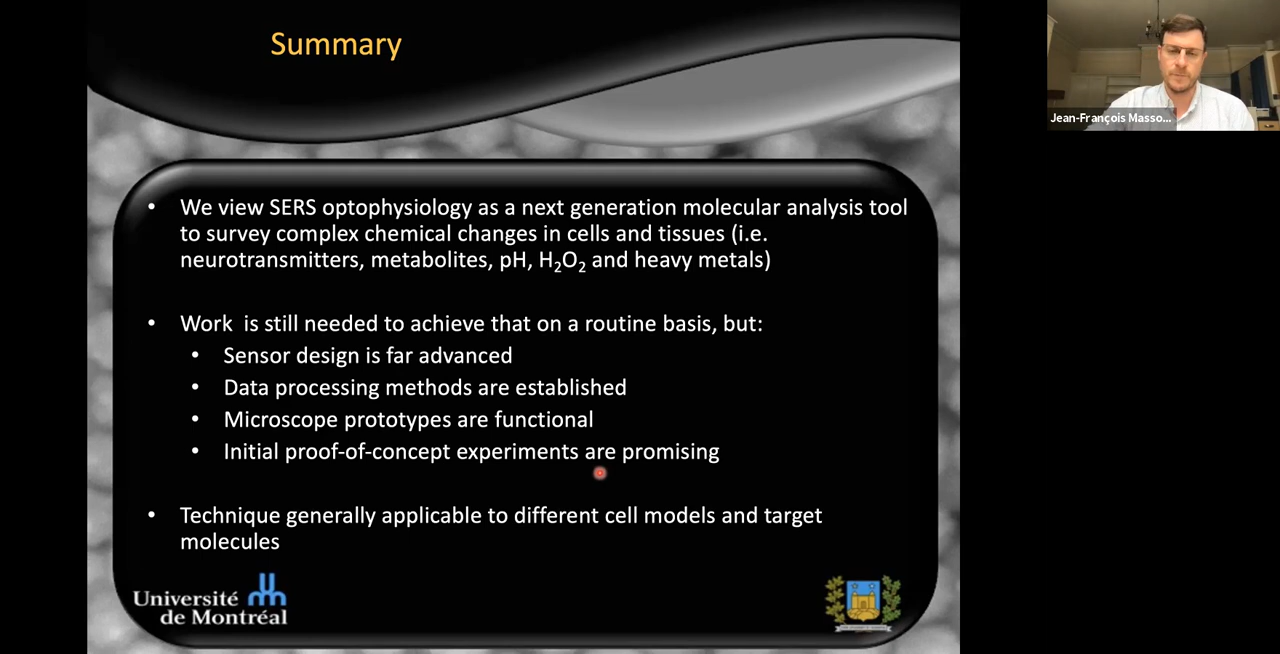 Summary
Jean-François Masso...
• We view SERS optophysiology as a next generation molecular analysis tool
to survey complex chemical changes in cells and tissues (i.e.
neurotransmitters, metabolites, pH, H₂O₂ and heavy metals)
• Work  is still needed to achieve that on a routine basis, but:
• Sensor design is far advanced
• Data processing methods are established
• Microscope prototypes are functional
• Initial proof-of-concept experiments are promising
• Technique generally applicable to different cell models and target
molecules
Université
de Montréal